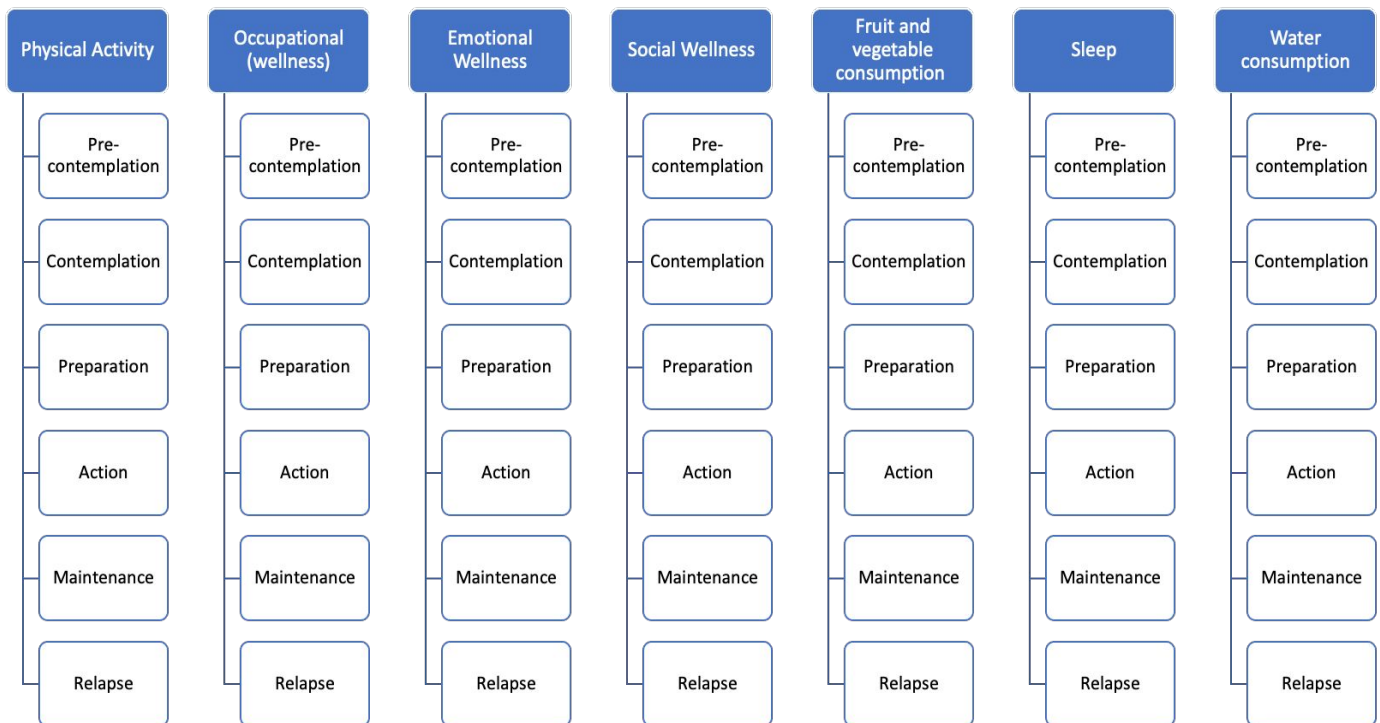 Physical Activity
Pre-
contemplation
Contemplation
Preparation
Action
Maintenance
Relapse
Occupational
(wellness)
Pre-
contemplation
Contemplation
Preparation
Action
Maintenance
Relapse
Emotional
Wellness
Pre-
contemplation
Contemplation
Preparation
Action
Maintenance
Relapse
Social Wellness
Pre-
contemplation
Contemplation
Preparation
Action
Maintenance
Relapse
Fruit and
vegetable
consumption
Pre-
contemplation
Contemplation
Preparation
Action
Maintenance
Relapse
Sleep
Pre-
contemplation
Contemplation
Preparation
Action
Maintenance
Relapse
Water
consumption
Pre-
contemplation
Contemplation
Preparation
Action
Maintenance
Relapse